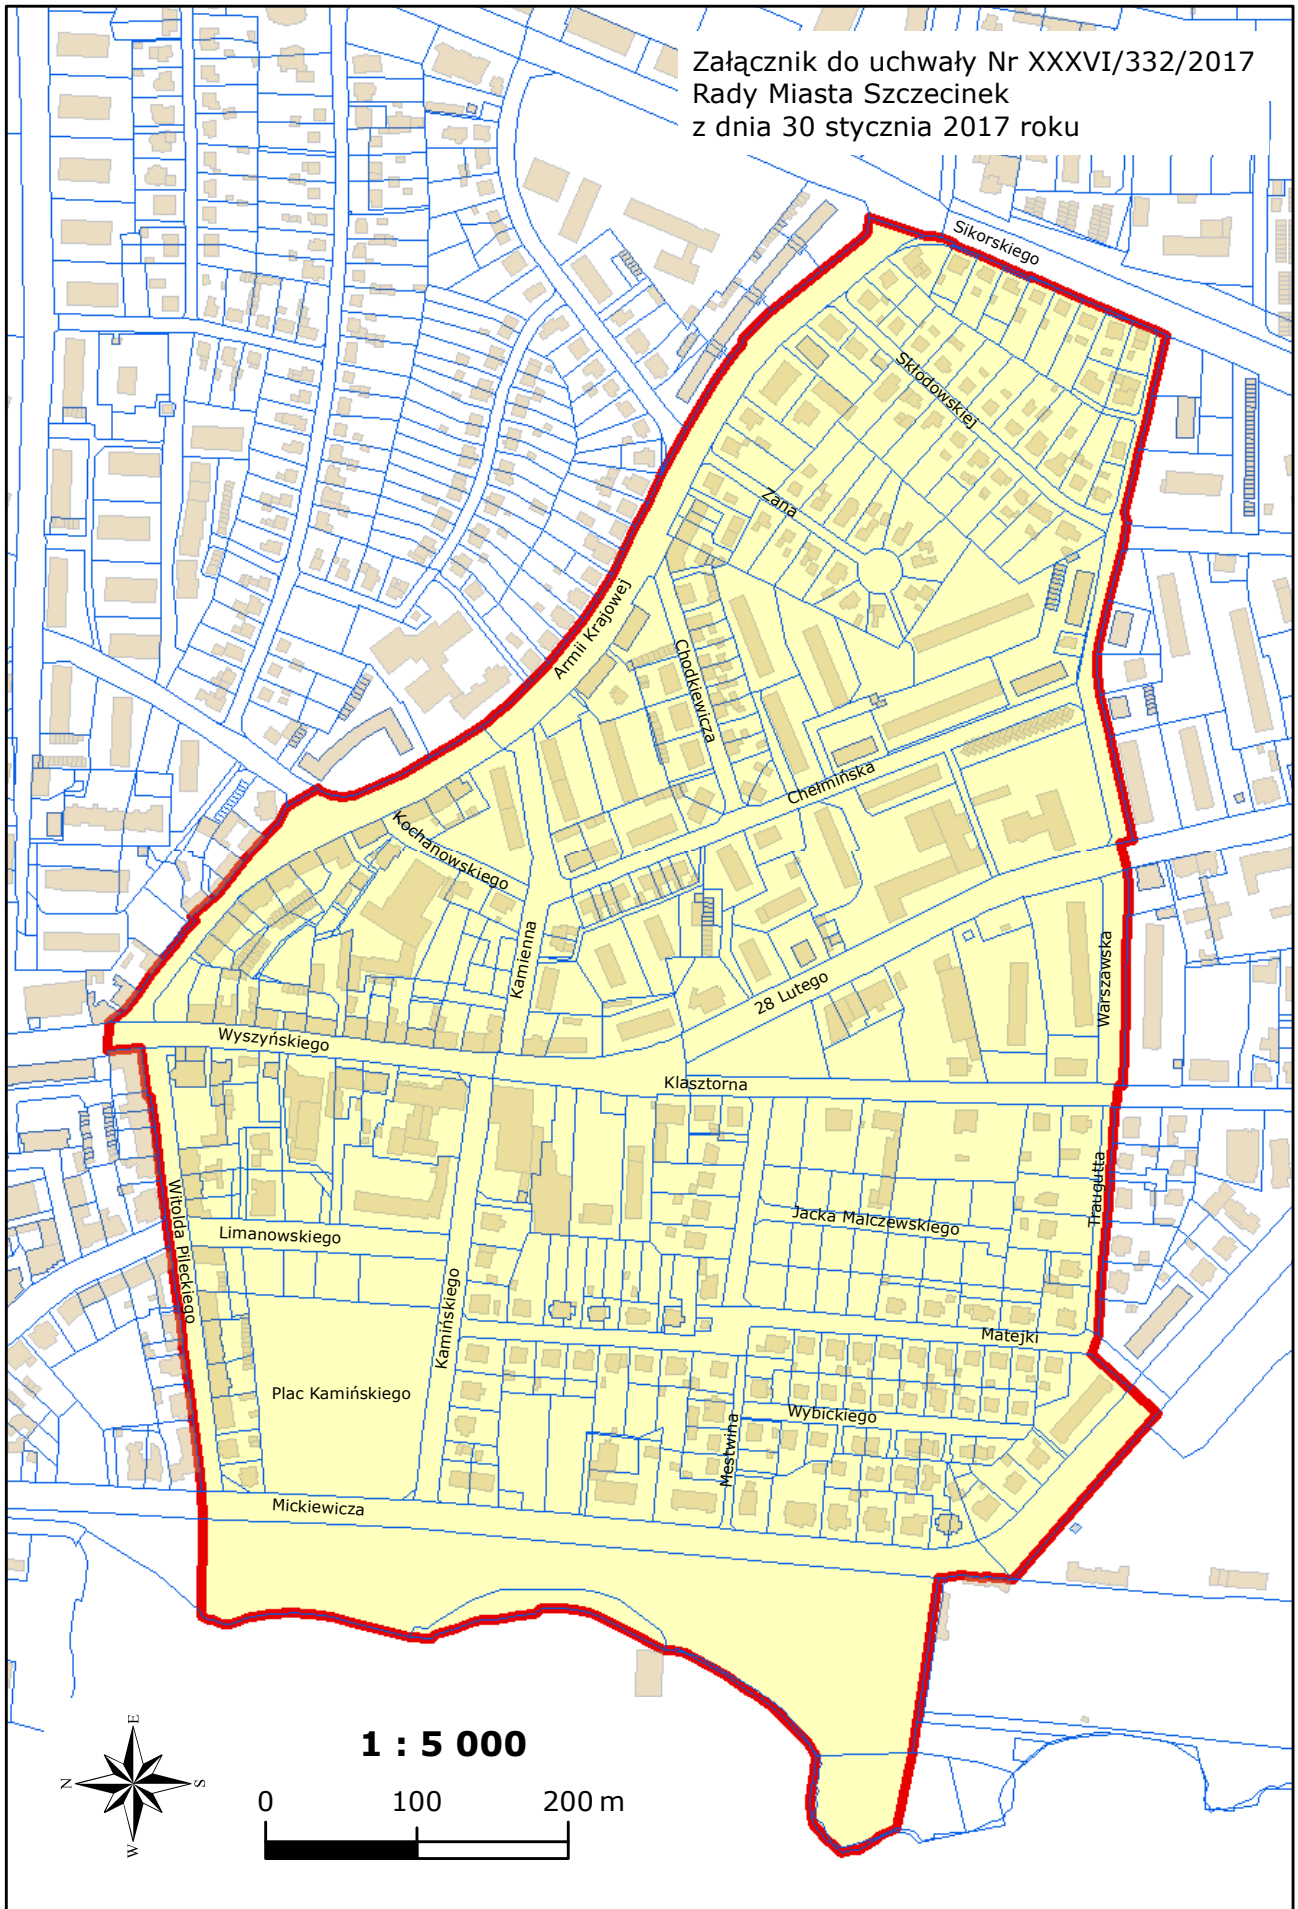 Załącznik do uchwały Nr XXXVI/332/2017
Rady Miasta Szczecinek
z dnia 30 stycznia 2017 roku
Sikorskiego
Skłodowskiej
Zana
Armii Krajowej
Chodkiewicza
Chełmińska
Kochanowskiego
Kamienna
28 Lutego
Warszawska
Wyszyńskiego
Klasztorna
Traugutta
Witolda Pileckiego
Jacka Malczewskiego
Limanowskiego
Kamińskiego
Matejki
Plac Kamińskiego
Wybickiego
Mestwina
Mickiewicza
1 : 5 000
E
N
S
W
0 100 200 m